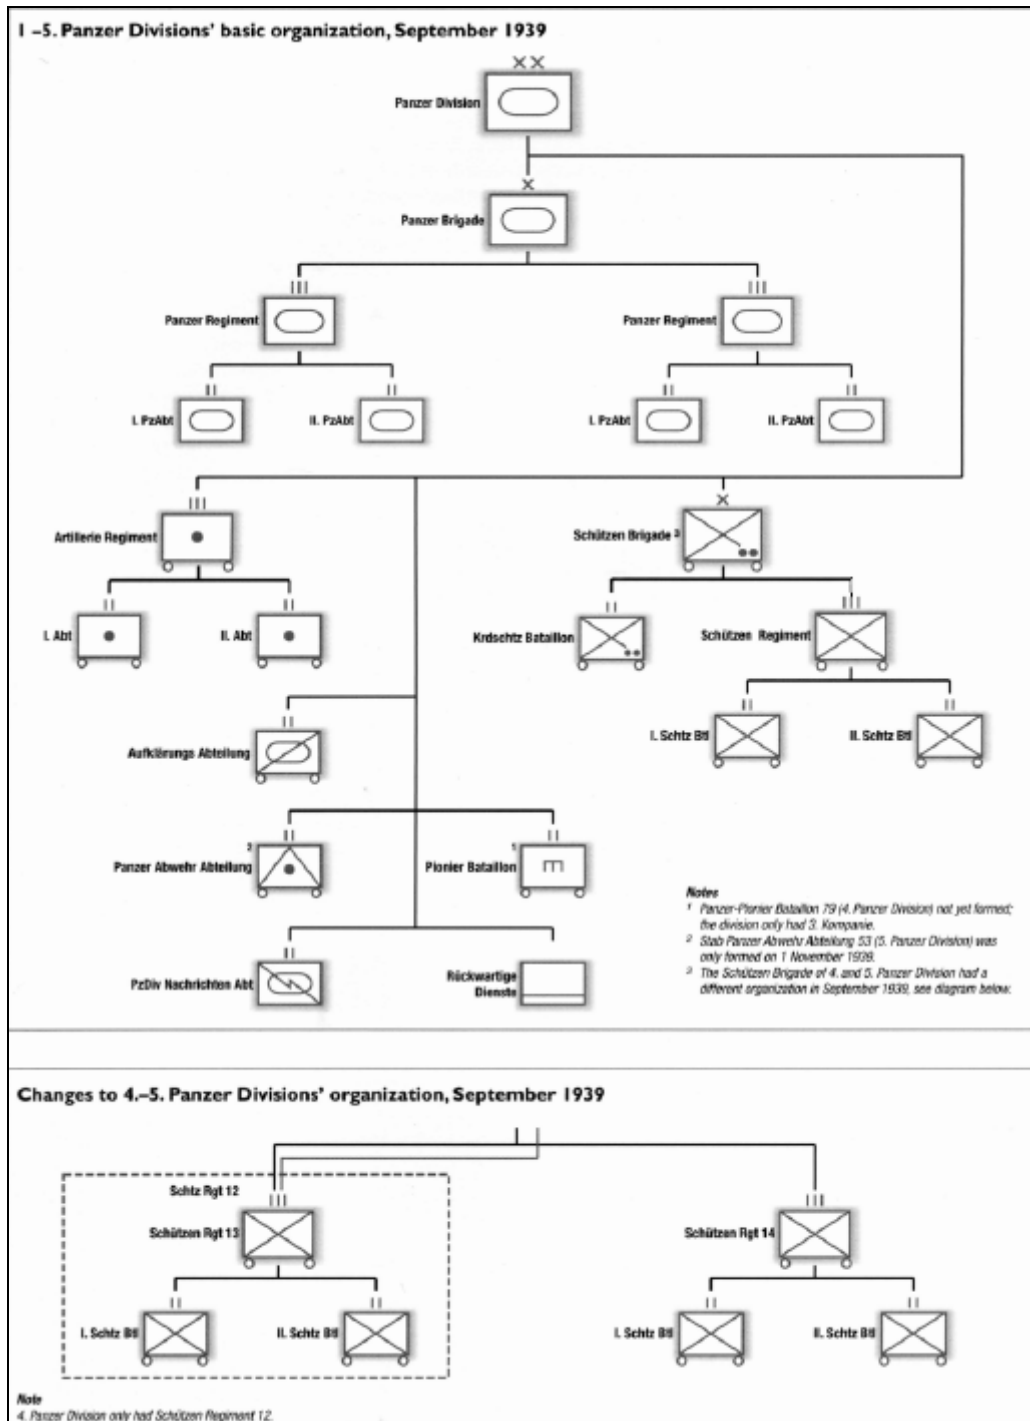 1 –5. Panzer Divisions' basic organization, September 1939
Panzer Division
Panzer Brigade
Panzer Regiment
Panzer Regiment
I. PzAbt
II. PzAbt
I. PzAbt
II. PzAbt
Artillerie Regiment
Schützen Brigade 3
I. Abt
II. Abt
Krdschtz Bataillon
Schützen Regiment
I. Schtz Btl
II. Schtz Btl
Aufklärungs Abteilung
Panzer Abwehr Abteilung
Pionier Bataillon 1
PzDiv Nachrichten Abt
Rückwartige
Dienste
Notes
1 Panzer-Pionier Bataillon 79 (4. Panzer Division) not yet formed;
the division only had 3. Kompanie.
2 Stab Panzer Abwehr Abteilung 53 (5. Panzer Division) was
only formed on 1 November 1939.
3 The Schützen Brigade of 4. and 5. Panzer Division had a
different organization in September 1939, see diagram below.
Changes to 4.–5. Panzer Divisions' organization, September 1939
Schtz Rgt 12
Schützen Rgt 13
Schützen Rgt 14
I. Schtz Btl
II. Schtz Btl
I. Schtz Btl
II. Schtz Btl
Note
4. Panzer Division only had Schützen Regiment 12.